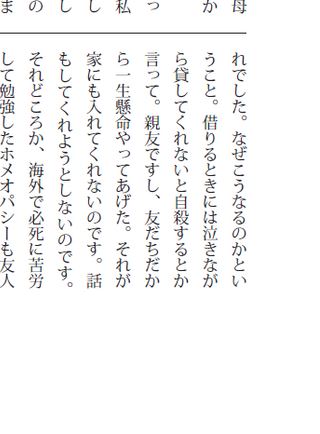 母
か
っ
私
し
し
の
ま
れでした。なぜこうなるのかとい
うこと。借りるときには泣きなが
ら貸してくれないと自殺するとか
言って。親友ですし、友だちだか
ら一生懸命やってあげた。それが
家にも入れてくれないのです。話
もしてくれようとしないのです。
それどころか、海外で必死に苦労
して勉強したホメオパシーも友人